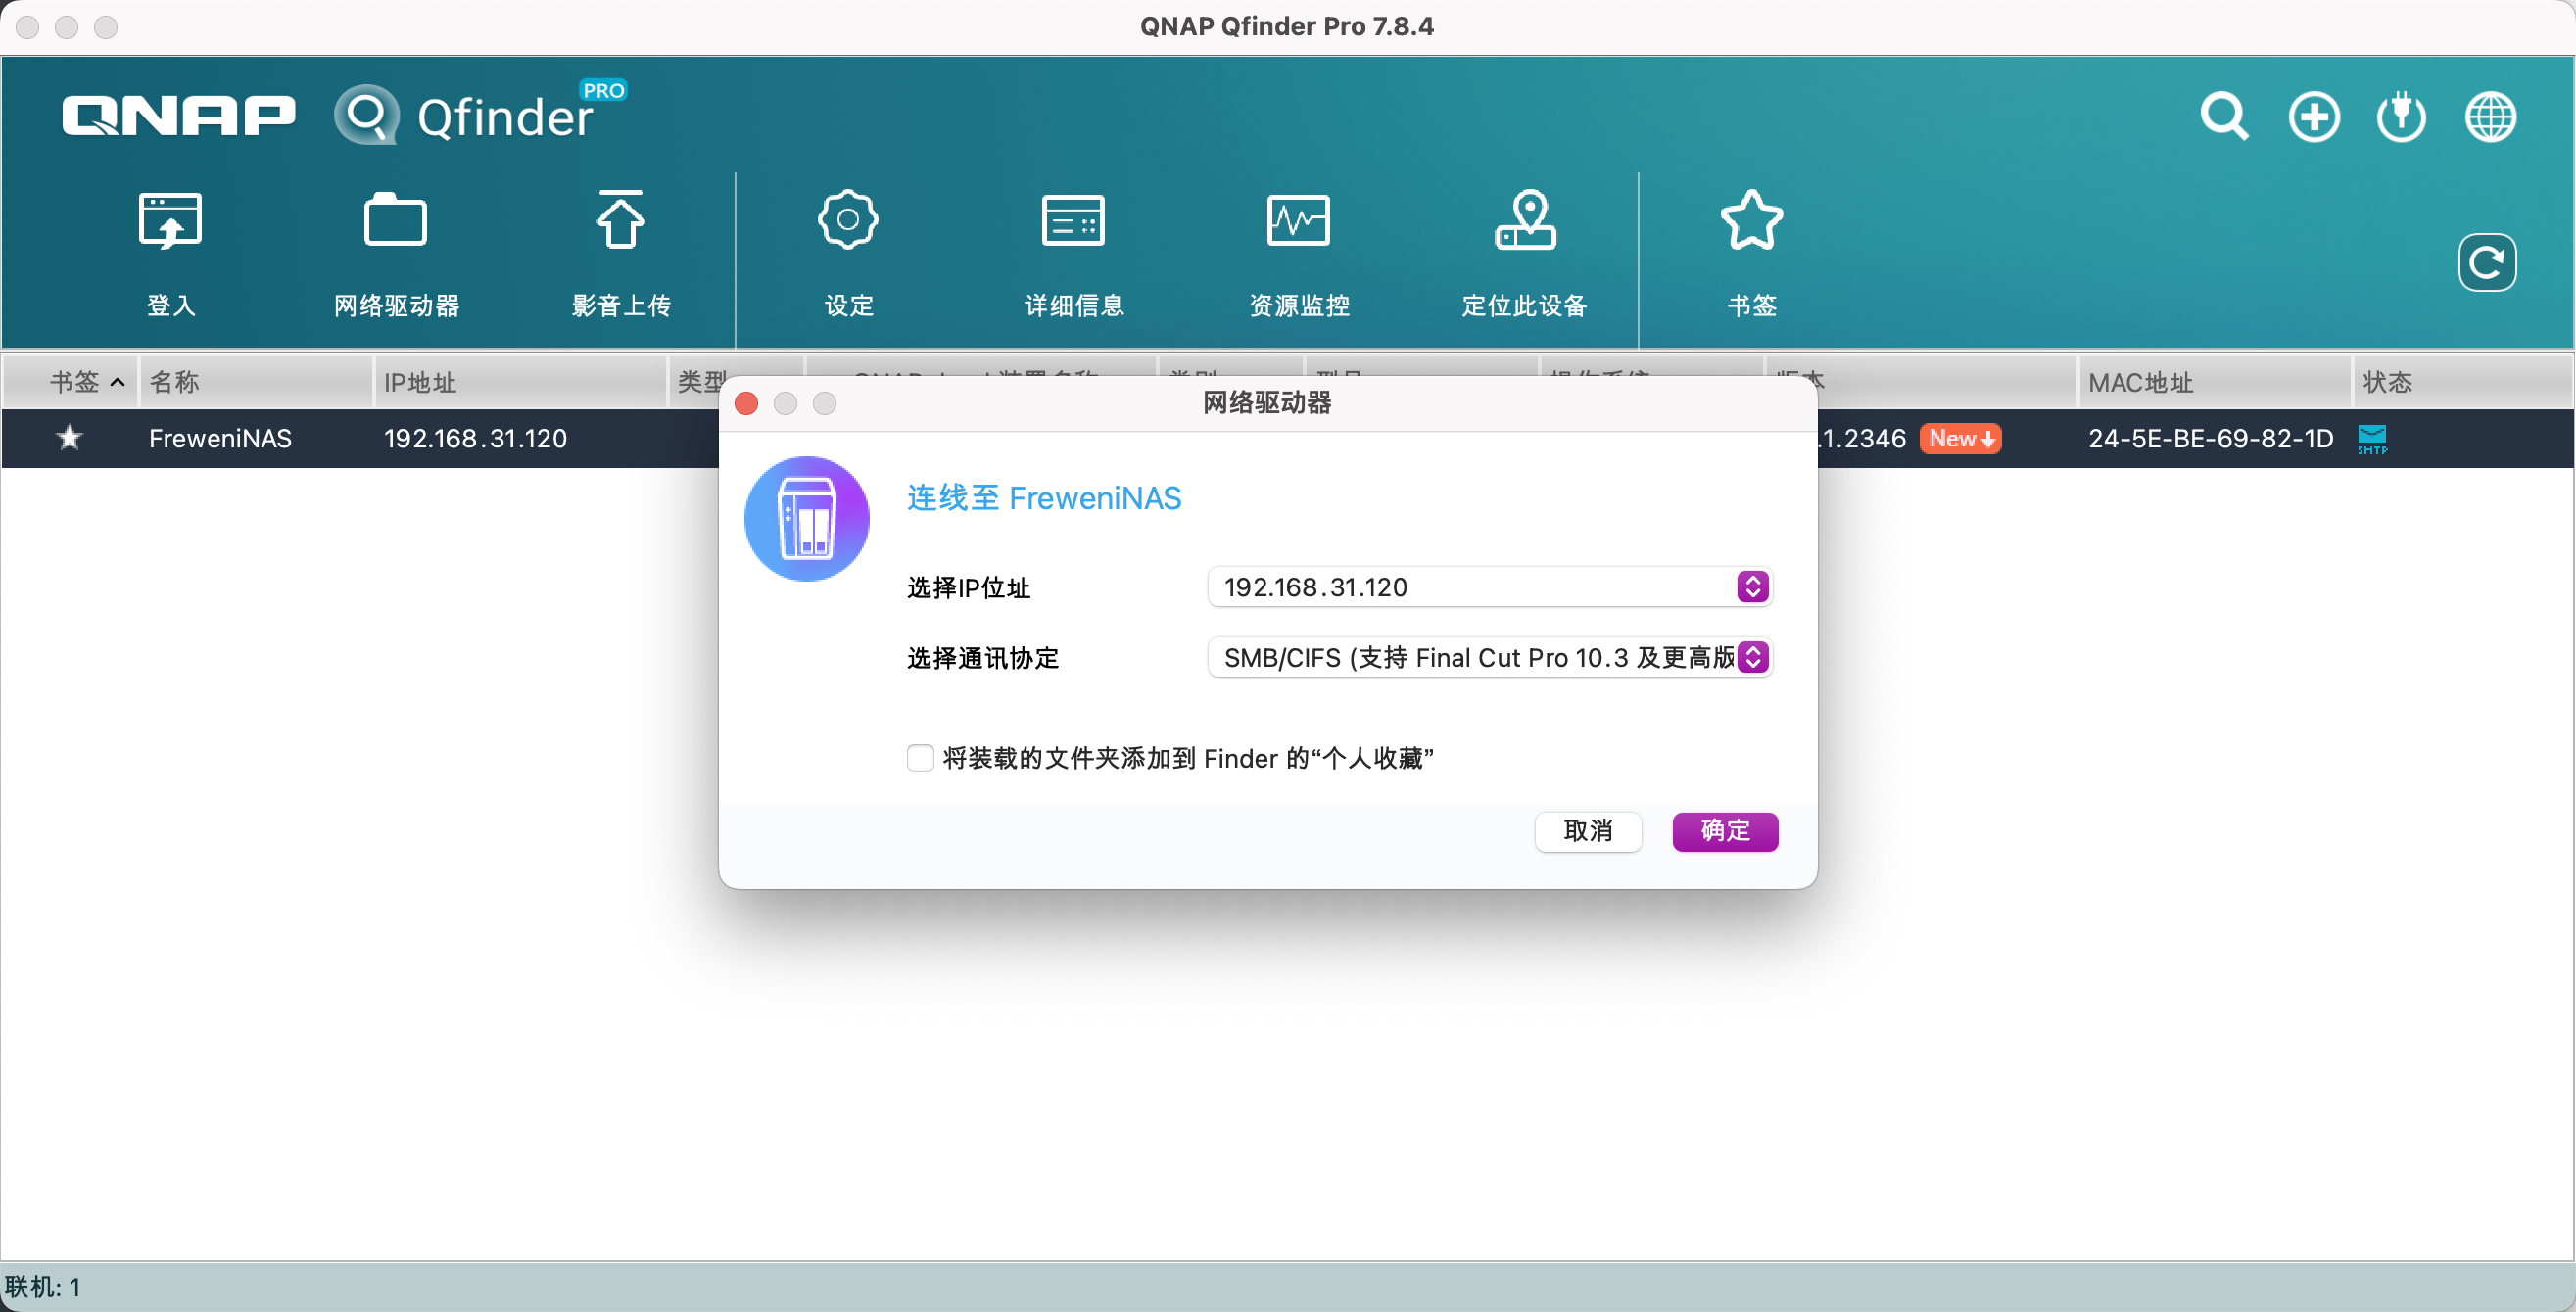 QNAP Qfinder Pro 7.8.4
QNAP Qfinder PRO
登入 网络驱动器 影音上传 设定 详细信息 资源监控 定位此设备 书签
书签 名称 IP地址 类型 MAC地址 状态
FreweniNAS 192.168.31.120 .1.2346 New 24-5E-BE-69-82-1D SMTP
网络驱动器
连线至 FreweniNAS
选择IP位址 192.168.31.120
选择通讯协定 SMB/CIFS (支持 Final Cut Pro 10.3 及更高版
将装载的文件夹添加到 Finder 的“个人收藏”
取消 确定
联机: 1